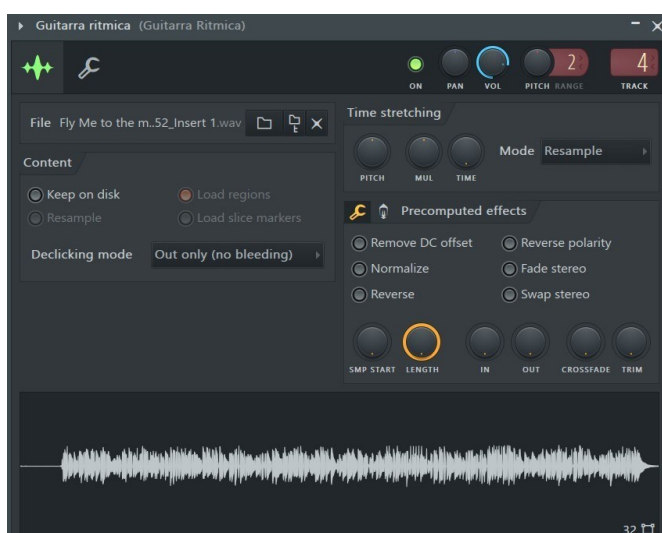 Guitarra ritmica (Guitarra Ritmica)
2 4
ON PAN VOL PITCH RANGE TRACK
File Fly Me to the m..52_Insert 1.wav
Content
Keep on disk Load regions
Resample Load slice markers
Declicking mode Out only (no bleeding)
Time stretching
PITCH MUL TIME Mode Resample
Precomputed effects
Remove DC offset Reverse polarity
Normalize Fade stereo
Reverse Swap stereo
SMP START LENGTH IN OUT CROSSFADE TRIM
32